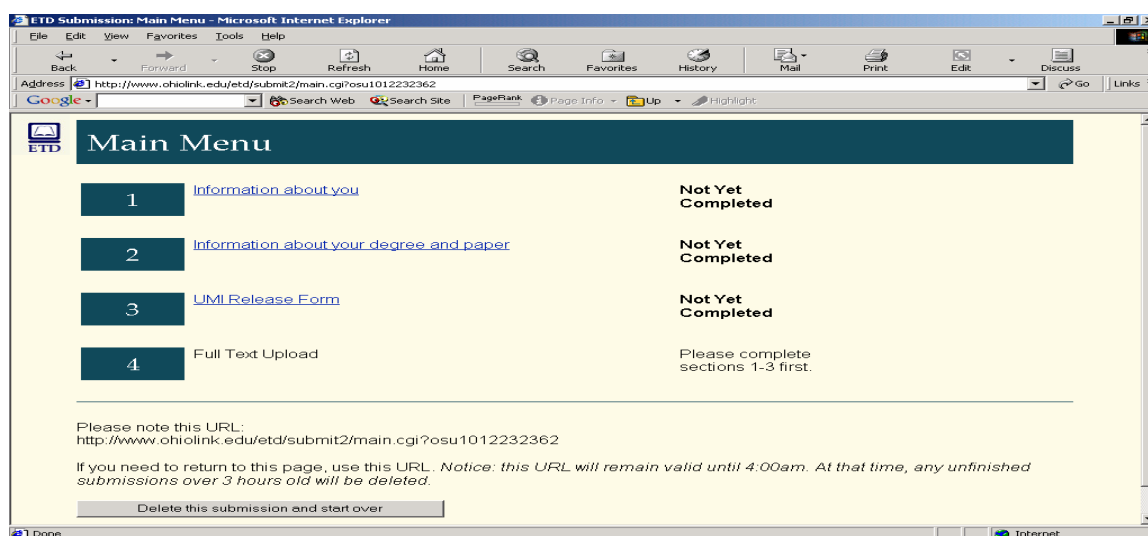 ETD Submission: Main Menu - Microsoft Internet Explorer
File Edit View Favorites Tools Help
Back Forward Stop Refresh Home Search Favorites History Mail Print Edit Discuss
Address http://www.ohiolink.edu/etd/submit2/main.cgi?osu1012232362 Go Links
Google Search Web Search Site PageRank Page Info Up Highlight
ETD Main Menu
1 Information about you Not Yet
Completed
2 Information about your degree and paper Not Yet
Completed
3 UMI Release Form Not Yet
Completed
4 Full Text Upload Please complete
sections 1-3 first.
Please note this URL:
http://www.ohiolink.edu/etd/submit2/main.cgi?osu1012232362
If you need to return to this page, use this URL. Notice: this URL will remain valid until 4:00am. At that time, any unfinished
submissions over 3 hours old will be deleted.
Delete this submission and start over
Done Internet